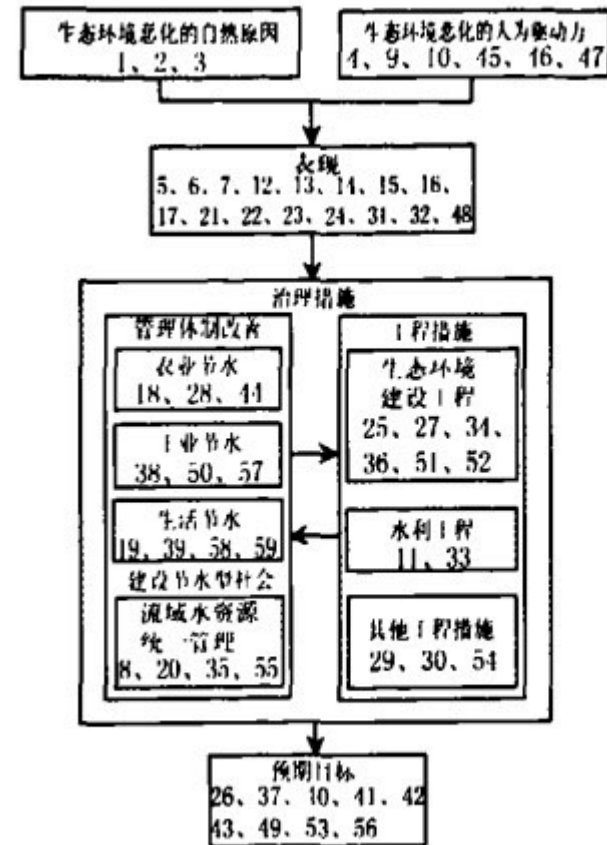 生态环境恶化的自然原因
1、2、3
生态环境恶化的人为驱动力
4、9、10、45、46、47
表现
5、6、7、12、13、14、15、16、
17、21、22、23、24、31、32、48
治理措施
管理体制改善
农业节水
18、28、44
工业节水
38、50、57
生活节水
19、39、58、59
建设节水型社会
流域水资源
统一管理
8、20、35、55
工程措施
生态环境
建设工程
25、27、34、
36、51、52
水利工程
11、33
其他工程措施
29、30、54
预期目标
26、37、40、41、42
43、49、53、56